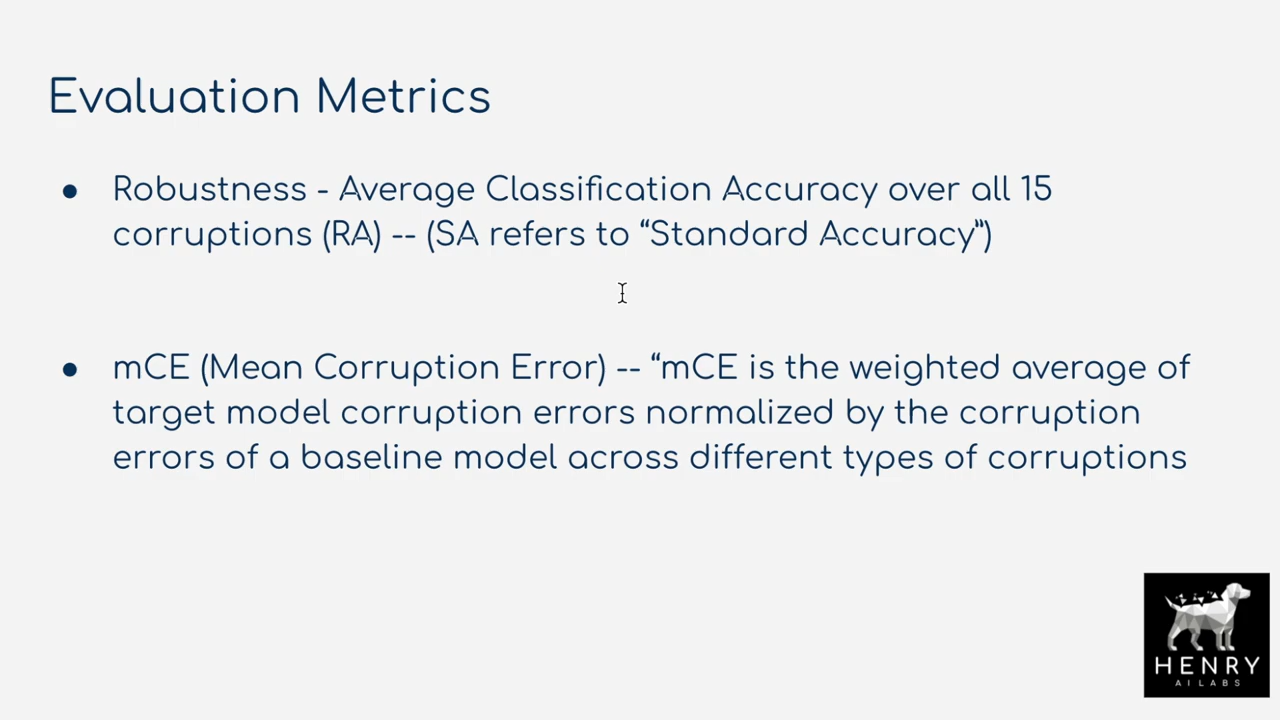 Evaluation Metrics
● Robustness - Average Classification Accuracy over all 15
corruptions (RA) -- (SA refers to “Standard Accuracy”)
● mCE (Mean Corruption Error) -- “mCE is the weighted average of
target model corruption errors normalized by the corruption
errors of a baseline model across different types of corruptions
HENRY
AI LABS